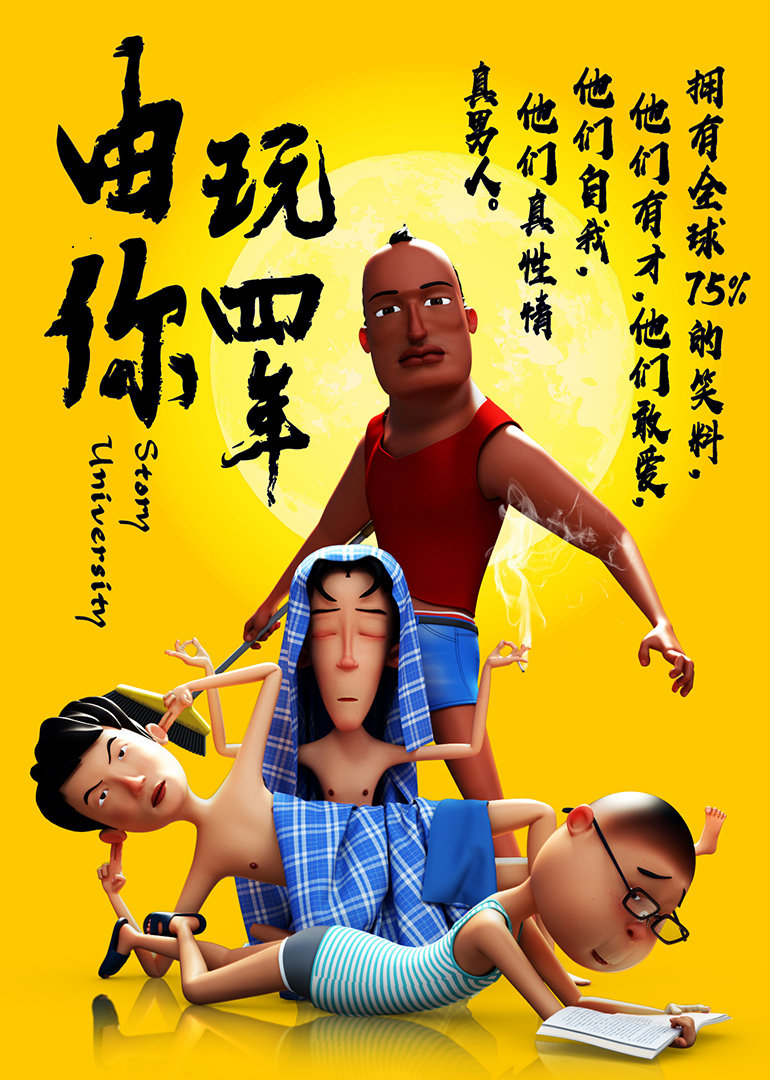 由你
玩四年
Story
University
拥有全球75%的笑料，
他们有才，他们敢爱，
他们自我，
他们真性情
真男人。